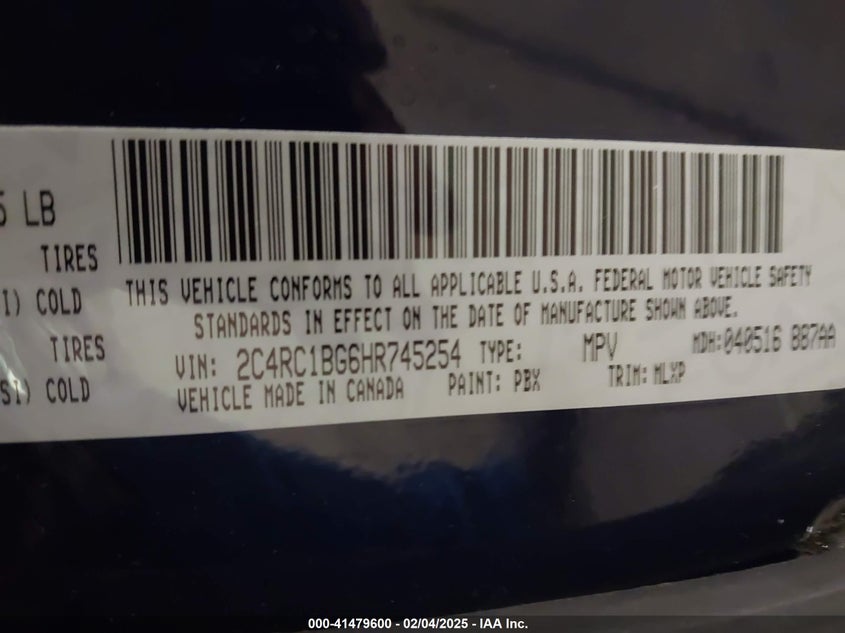 5 LB
TIRES
I) COLD
TIRES
SI) COLD
THIS VEHICLE CONFORMS TO ALL APPLICABLE U.S.A. FEDERAL MOTOR VEHICLE SAFETY
STANDARDS IN EFFECT ON THE DATE OF MANUFACTURE SHOWN ABOVE.
VIN: 2C4RC1BG6HR745254 TYPE: MPV MDH:040516 887AA
VEHICLE MADE IN CANADA PAINT: PBX TRIM: MLXP
000-41479600 - 02/04/2025 - IAA Inc.